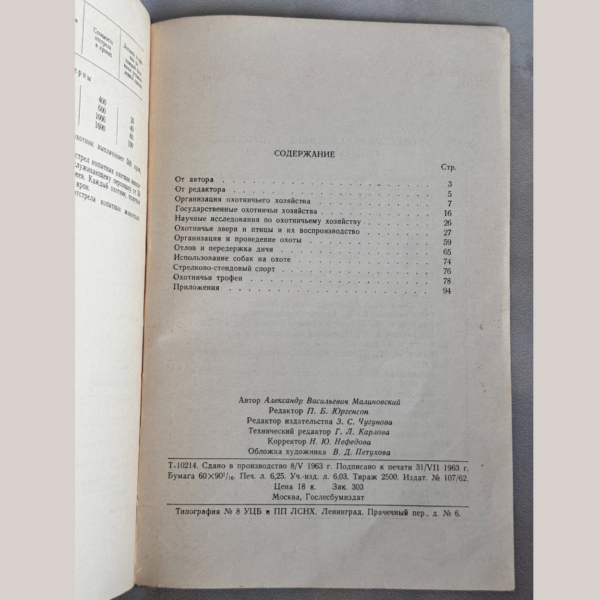 Стоимость
отстрела
в кронах
400
600
1000
1600
20
40
60
100
СОДЕРЖАНИЕ
Стр.
От автора . . . . . . . . . . . . . 3
От редактора . . . . . . . . . . . . . 5
Организация охотничьего хозяйства . . . . . . . 7
Государственные охотничьи хозяйства . . . . . . . 16
Научные исследования по охотничьему хозяйству . . . . . 26
Охотничьи звери и птицы и их воспроизводство . . . . . 27
Организация и проведение охоты . . . . . . . . 59
Отлов и передержка дичи . . . . . . . . . 65
Использование собак на охоте . . . . . . . . 74
Стрелково-стендовый спорт . . . . . . . . . 76
Охотничьи трофеи . . . . . . . . . . . 78
Приложения . . . . . . . . . . . . . 94
Автор Александр Васильевич Малиновский
Редактор П. Б. Юргенсон
Редактор издательства З. С. Чугунова
Технический редактор Г. Л. Карлова
Корректор Н. Ю. Нефедова
Обложка художника В. Д. Петухова
Т-10214. Сдано в производство 8/V 1963 г. Подписано к печати 31/VII 1963 г.
Бумага 60×90¹/₁₆. Печ. л. 6,25. Уч.-изд. л. 6,03. Тираж 2500. Издат. № 107/62.
Цена 18 к. Зак. 303
Москва, Гослесбумиздат
Типография № 8 УЦБ и ПП ЛСНХ. Ленинград, Прачечный пер., д. № 6.